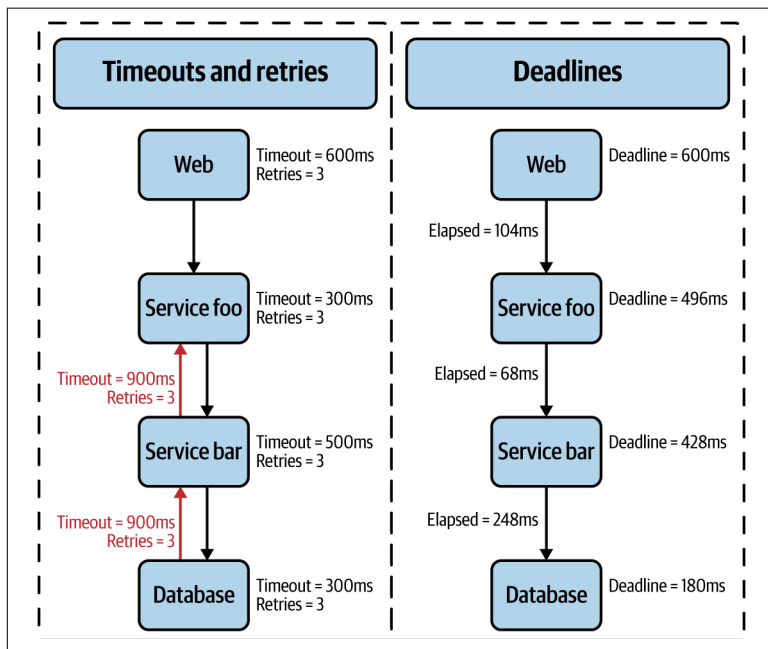 Timeouts and retries
Web
Timeout = 600ms
Retries = 3
Service foo
Timeout = 300ms
Retries = 3
Timeout = 900ms
Retries = 3
Service bar
Timeout = 500ms
Retries = 3
Timeout = 900ms
Retries = 3
Database
Timeout = 300ms
Retries = 3
Deadlines
Web
Deadline = 600ms
Elapsed = 104ms
Service foo
Deadline = 496ms
Elapsed = 68ms
Service bar
Deadline = 428ms
Elapsed = 248ms
Database
Deadline = 180ms